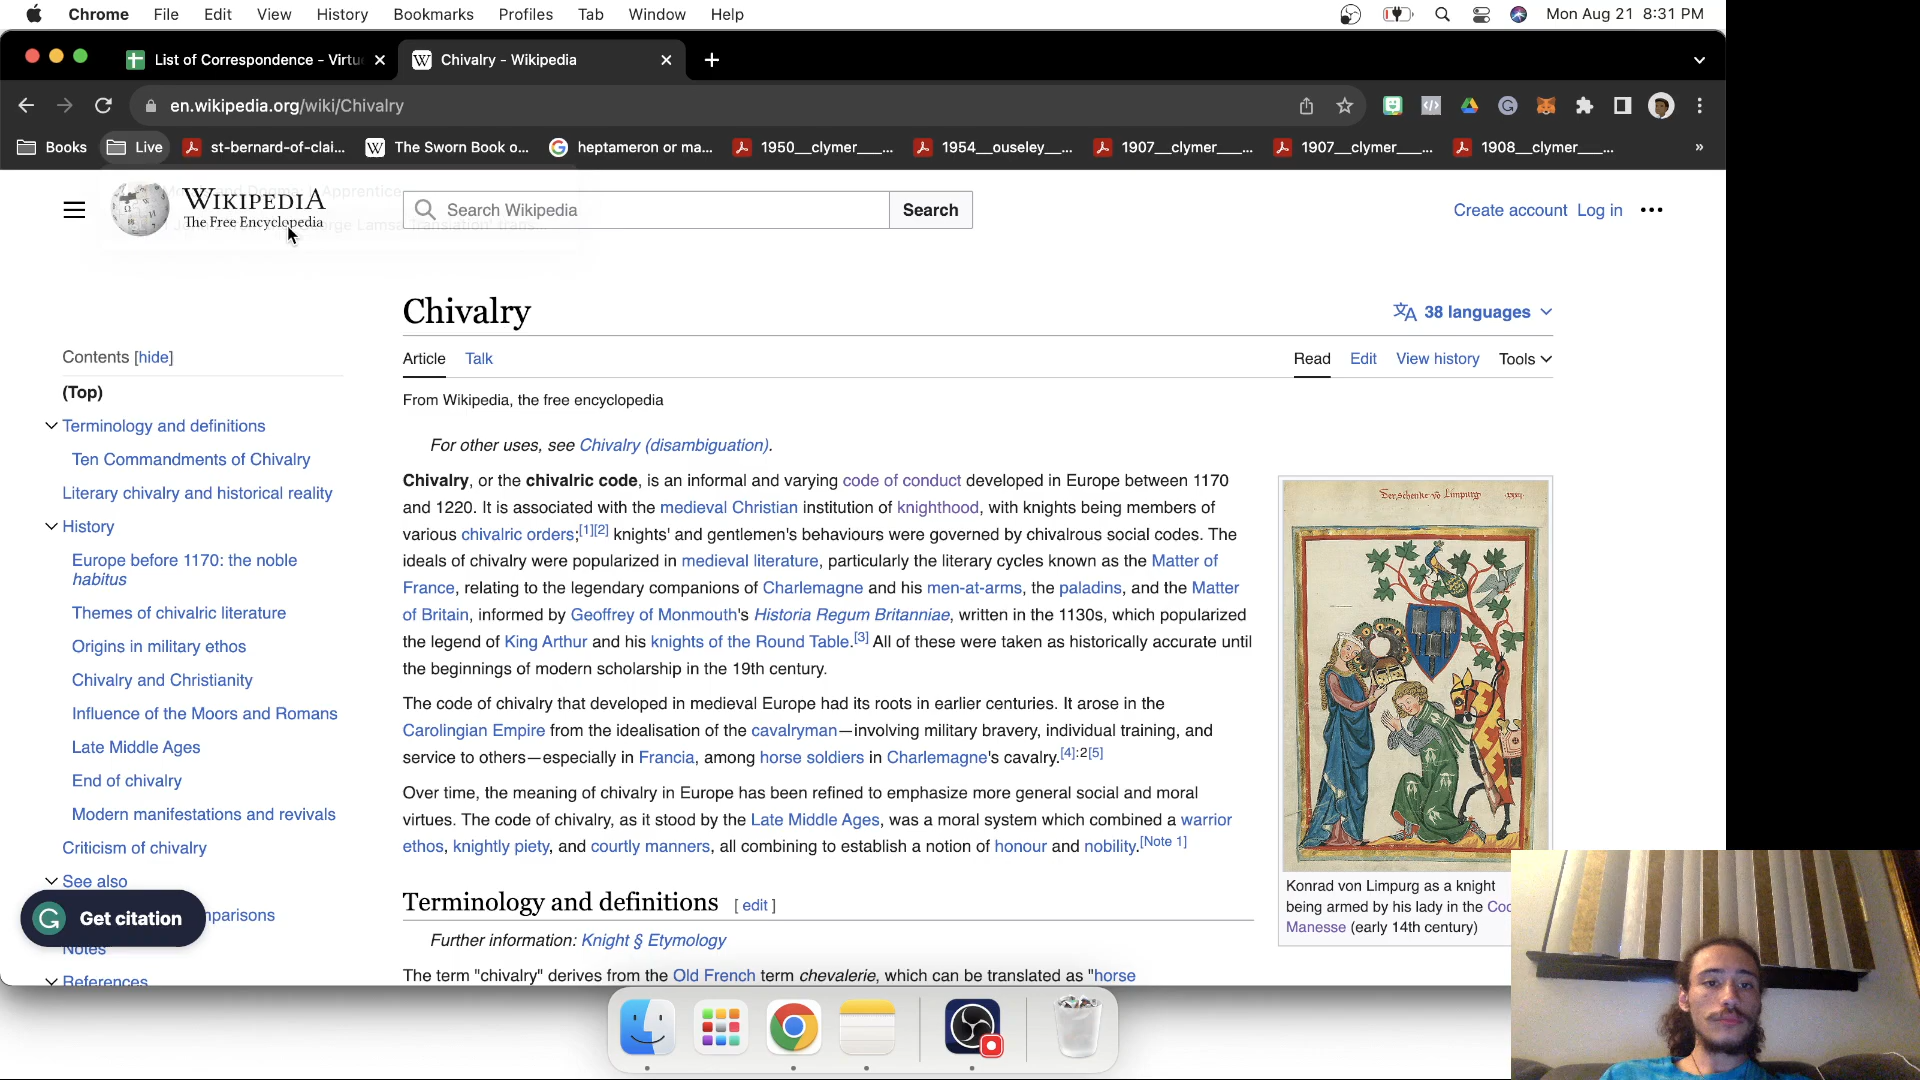 Chrome File Edit View History Bookmarks Profiles Tab Window Help Mon Aug 21 8:31 PM
List of Correspondence - Virtu
Chivalry - Wikipedia
en.wikipedia.org/wiki/Chivalry
Books Live st-bernard-of-clai... The Sworn Book o... heptameron or ma... 1950__clymer____... 1954__ouseley__... 1907__clymer____... 1907__clymer____... 1908__clymer____... »
WIKIPEDIA
The Free Encyclopedia
Search Wikipedia
Search
Create account Log in
Chivalry
38 languages
Contents [hide]
(Top)
Terminology and definitions
Ten Commandments of Chivalry
Literary chivalry and historical reality
History
Europe before 1170: the noble
habitus
Themes of chivalric literature
Origins in military ethos
Chivalry and Christianity
Influence of the Moors and Romans
Late Middle Ages
End of chivalry
Modern manifestations and revivals
Criticism of chivalry
See also
nparisons
Notes
References
Get citation
Article Talk
Read Edit View history Tools
From Wikipedia, the free encyclopedia
For other uses, see Chivalry (disambiguation).
Chivalry, or the chivalric code, is an informal and varying code of conduct developed in Europe between 1170
and 1220. It is associated with the medieval Christian institution of knighthood, with knights being members of
various chivalric orders;[1][2] knights' and gentlemen's behaviours were governed by chivalrous social codes. The
ideals of chivalry were popularized in medieval literature, particularly the literary cycles known as the Matter of
France, relating to the legendary companions of Charlemagne and his men-at-arms, the paladins, and the Matter
of Britain, informed by Geoffrey of Monmouth's Historia Regum Britanniae, written in the 1130s, which popularized
the legend of King Arthur and his knights of the Round Table.[3] All of these were taken as historically accurate until
the beginnings of modern scholarship in the 19th century.
The code of chivalry that developed in medieval Europe had its roots in earlier centuries. It arose in the
Carolingian Empire from the idealisation of the cavalryman—involving military bravery, individual training, and
service to others—especially in Francia, among horse soldiers in Charlemagne's cavalry.[4]:2[5]
Over time, the meaning of chivalry in Europe has been refined to emphasize more general social and moral
virtues. The code of chivalry, as it stood by the Late Middle Ages, was a moral system which combined a warrior
ethos, knightly piety, and courtly manners, all combining to establish a notion of honour and nobility.[Note 1]
Terminology and definitions [ edit ]
Further information: Knight § Etymology
The term "chivalry" derives from the Old French term chevalerie, which can be translated as "horse
Konrad von Limpurg as a knight
being armed by his lady in the Coc
Manesse (early 14th century)